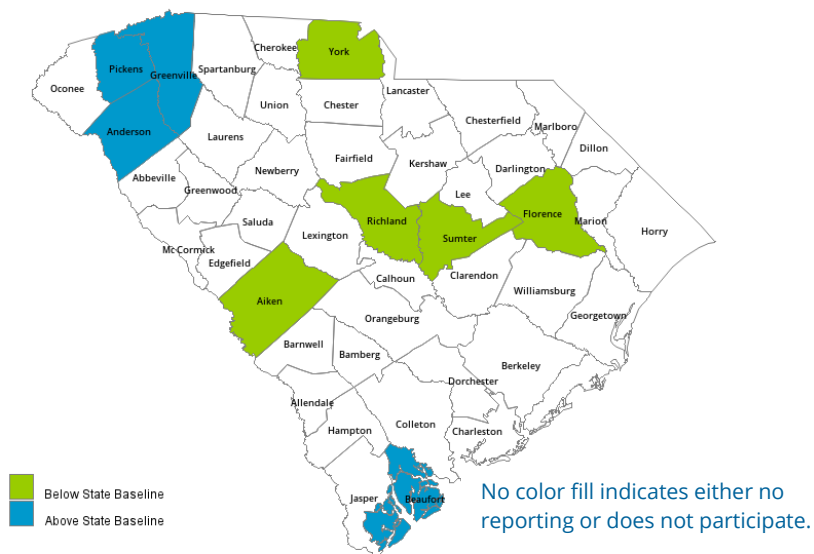 Cherokee
York
Pickens
Greenville
Spartanburg
Oconee
Union
Chester
Lancaster
Chesterfield
Marlboro
Anderson
Laurens
Dillon
Fairfield
Kershaw
Darlington
Abbeville
Newberry
Greenwood
Lee
Florence
Marion
Richland
Saluda
Lexington
Sumter
Horry
Mc Cormick
Edgefield
Calhoun
Clarendon
Williamsburg
Aiken
Orangeburg
Georgetown
Barnwell
Bamberg
Berkeley
Dorchester
Allendale
Colleton
Hampton
Charleston
Jasper
Beaufort
Below State Baseline
Above State Baseline
No color fill indicates either no
reporting or does not participate.